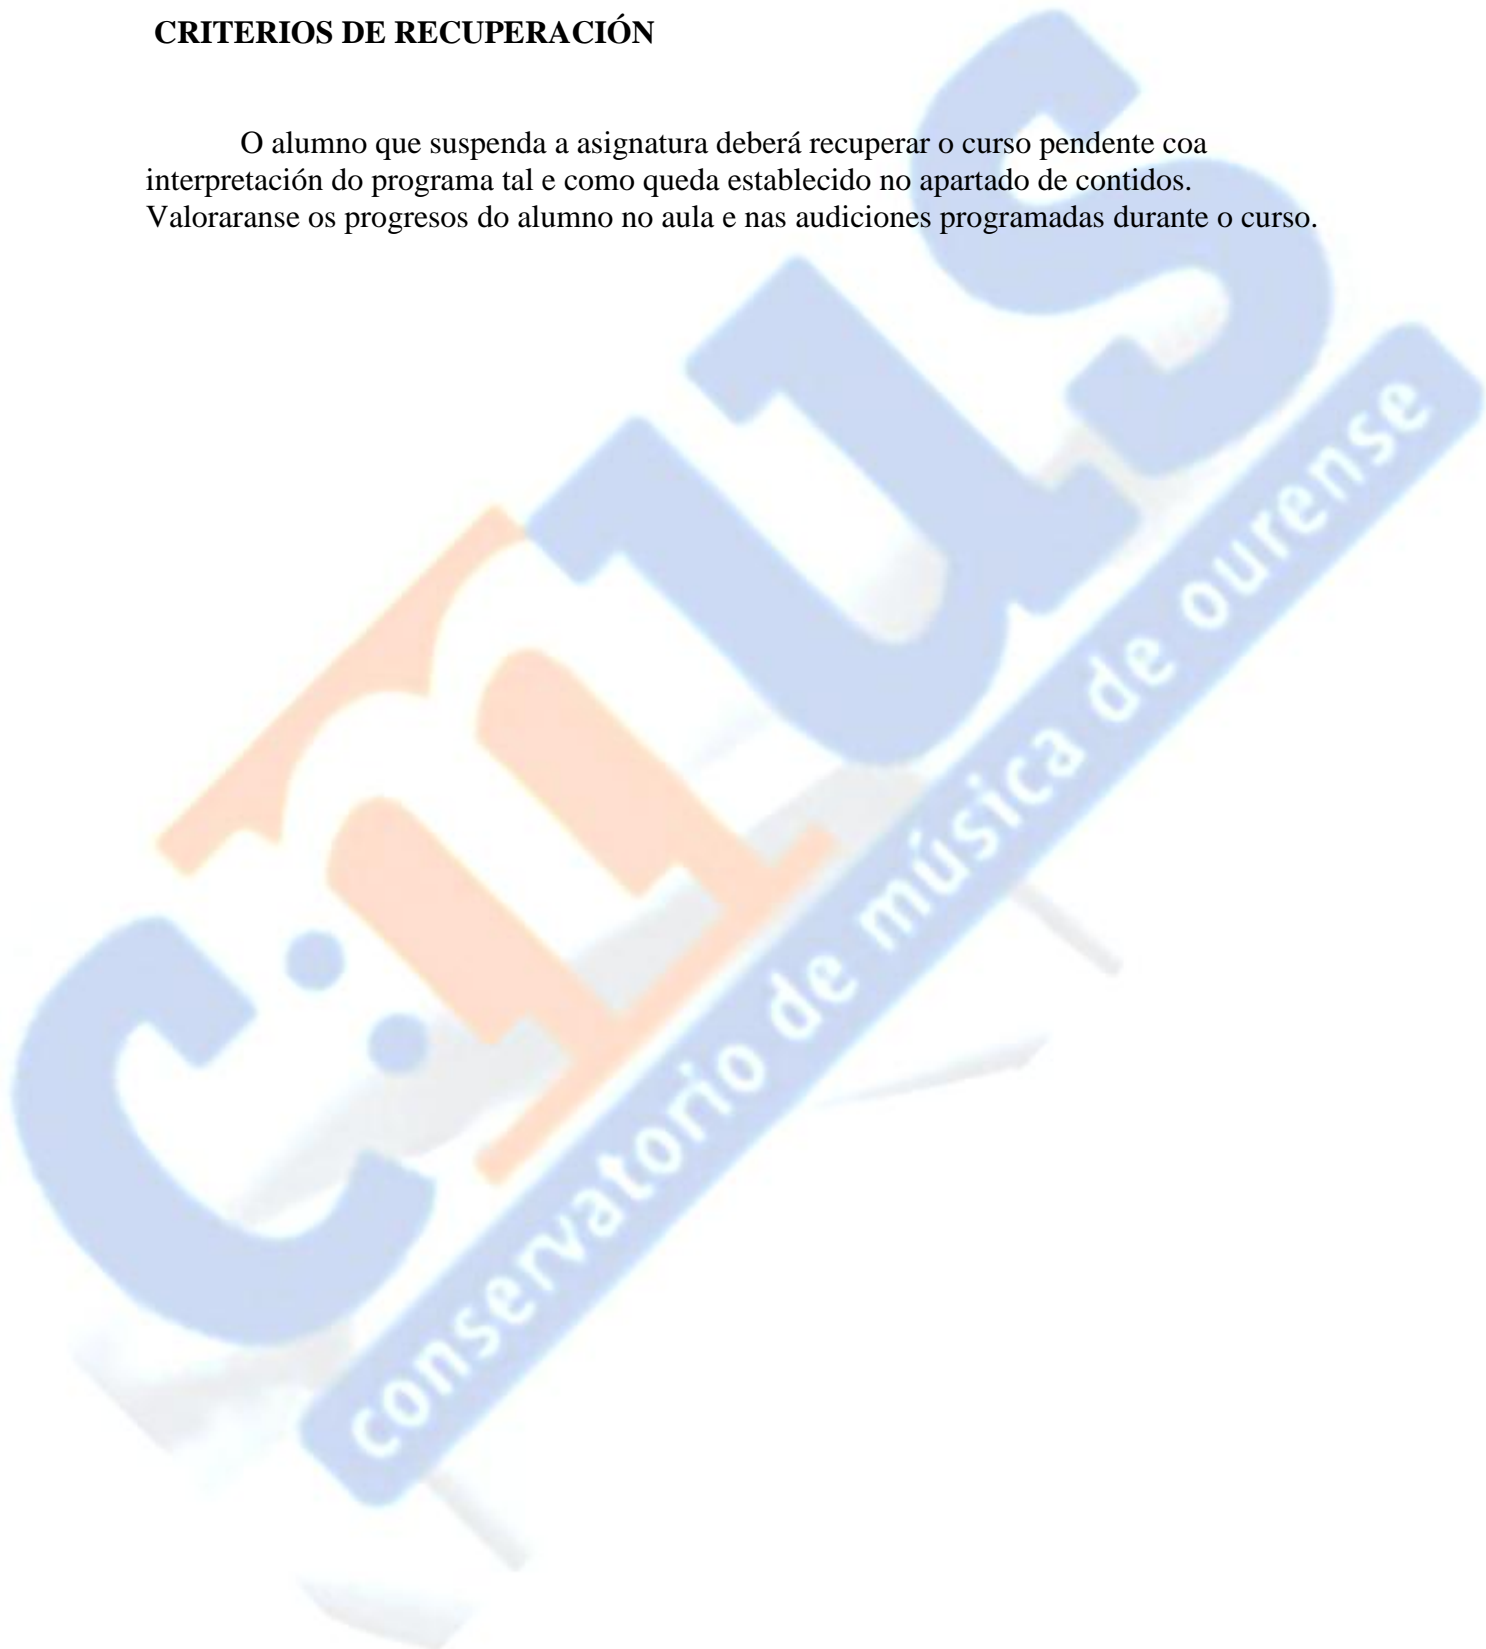 CRITERIOS DE RECUPERACIÓN
O alumno que suspenda a asignatura deberá recuperar o curso pendente coa
interpretación do programa tal e como queda establecido no apartado de contidos.
Valoraranse os progresos do alumno no aula e nas audiciones programadas durante o curso.
cmus
conservatorio de música de ourense